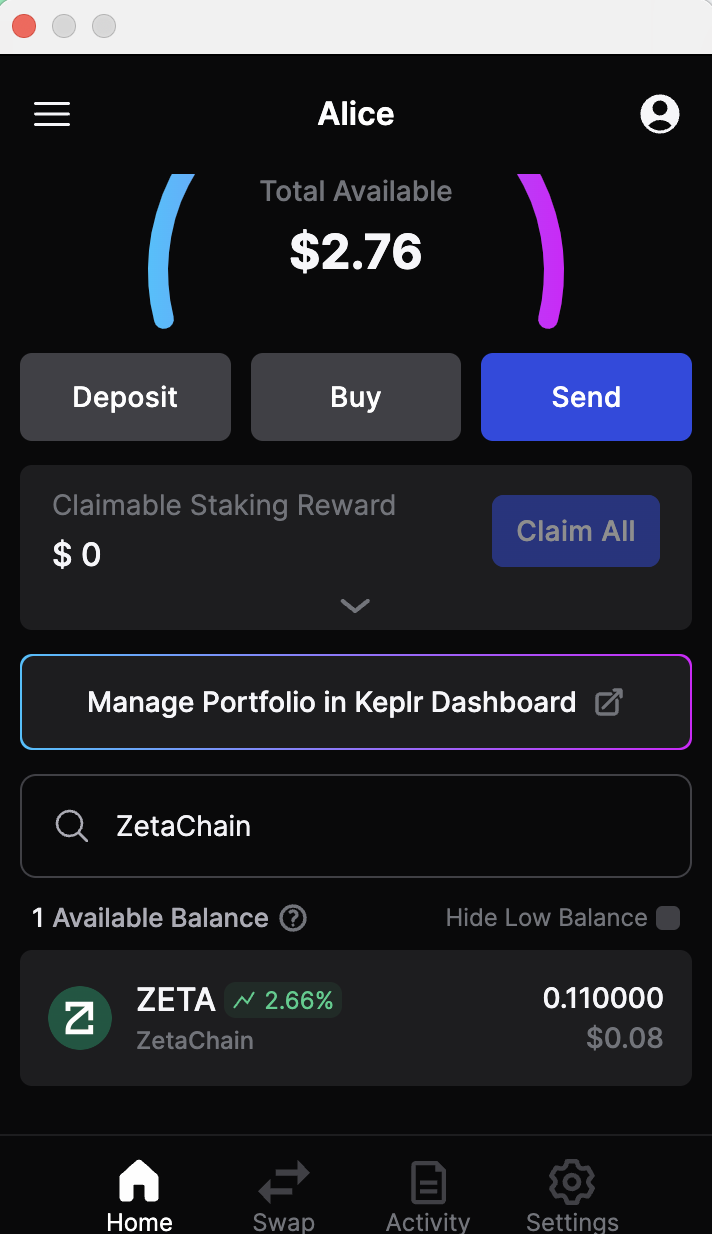 Alice
Total Available
$2.76
Deposit Buy Send
Claimable Staking Reward
$ 0
Claim All
Manage Portfolio in Keplr Dashboard
ZetaChain
1 Available Balance ? Hide Low Balance
ZETA 2.66% 0.110000
ZetaChain $0.08
Home Swap Activity Settings